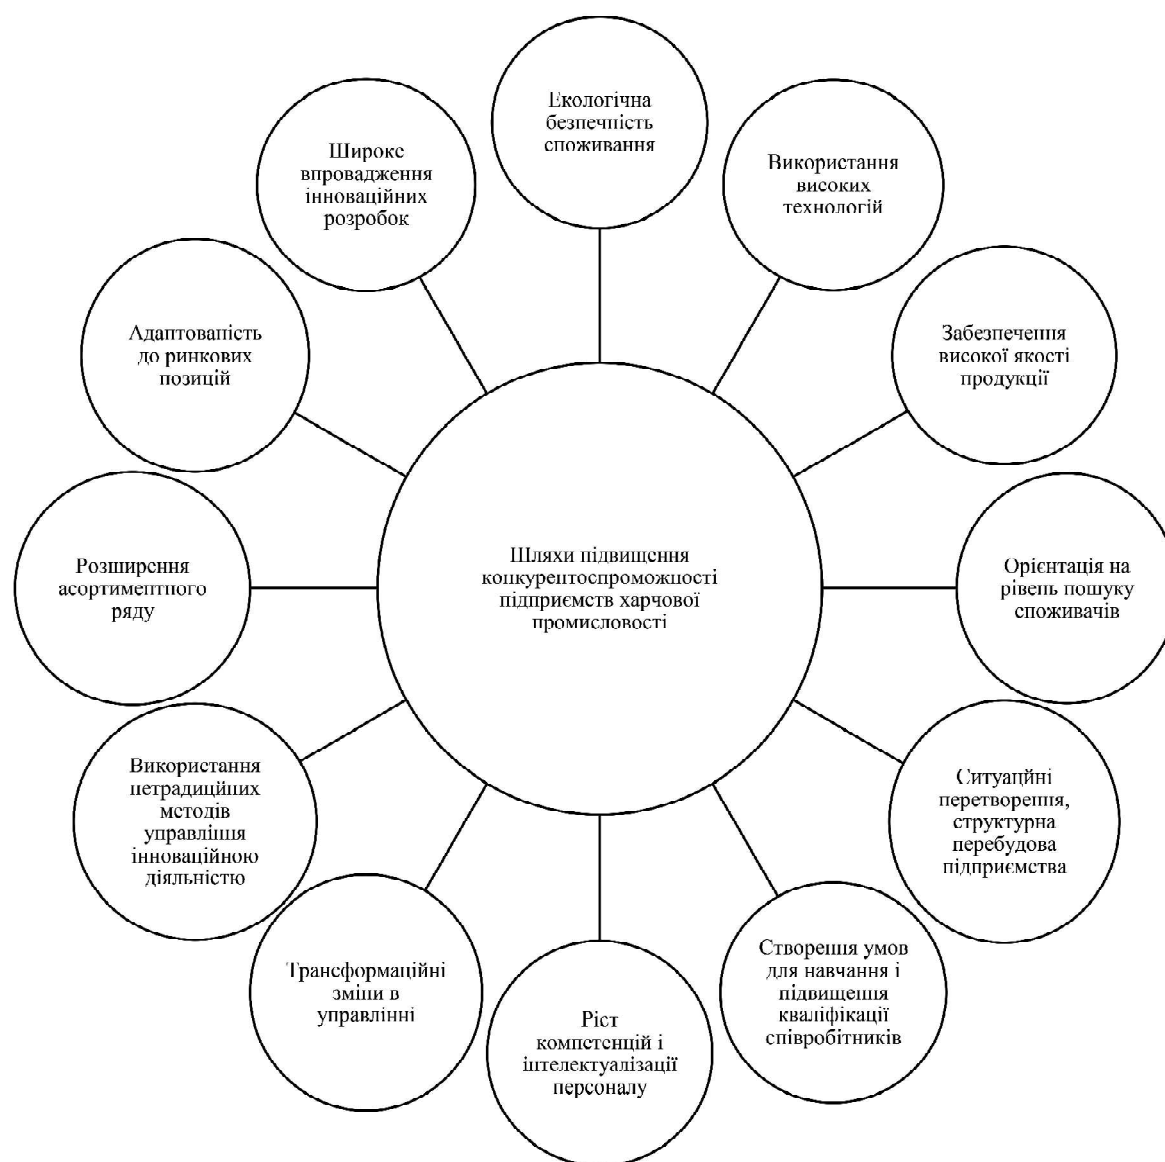 Екологічна
безпечність
споживання
Використання
високих
технологій
Забезпечення
високої якості
продукції
Орієнтація на
рівень пошуку
споживачів
Ситуаційні
перетворення,
структурна
перебудова
підприємства
Створення умов
для навчання і
підвищення
кваліфікації
співробітників
Ріст
компетенцій і
інтелектуалізації
персоналу
Трансформаційні
зміни в
управлінні
Використання
нетрадиційних
методів
управління
інноваційною
діяльністю
Розширення
асортиментного
ряду
Адаптованість
до ринкових
позицій
Широке
впровадження
інноваційних
розробок
Шляхи підвищення
конкурентоспроможності
підприємств харчової
промисловості